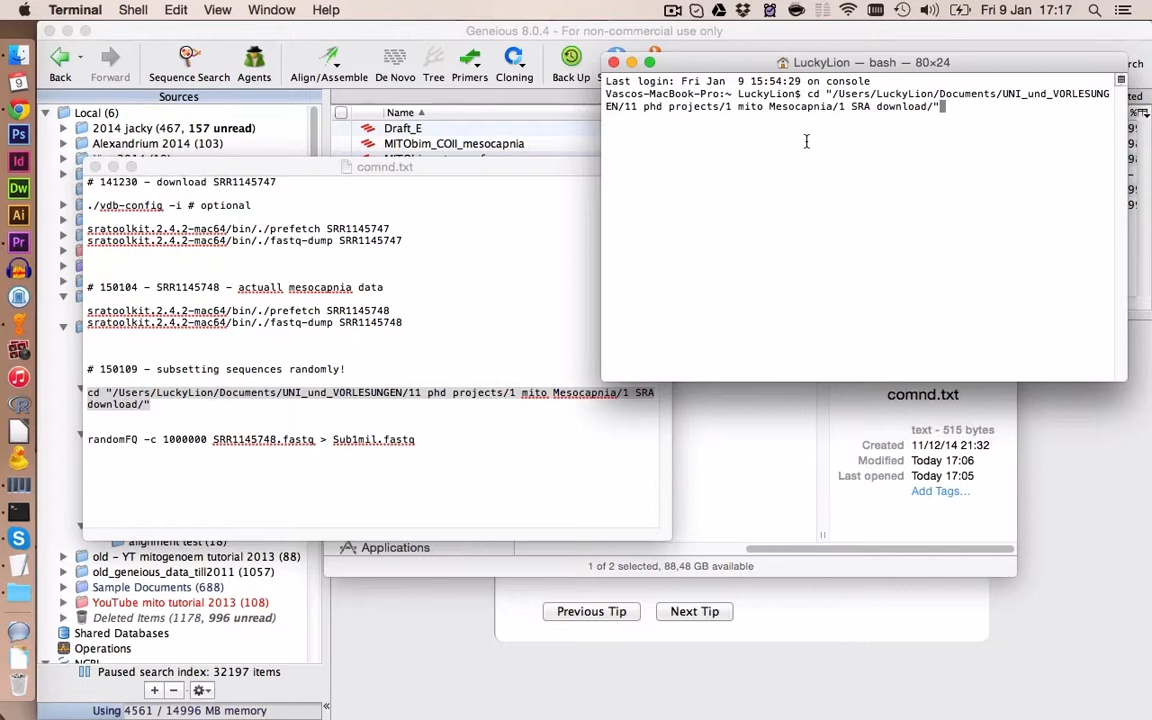 Terminal Shell Edit View Window Help
Fri 9 Jan 17:17
Geneious 8.0.4 - For non-commercial use only
Back Forward Sequence Search Agents Align/Assemble De Novo Tree Primers Cloning Back Up
Sources
Name
Local (6)
2014 jacky (467, 157 unread)
Alexandrium 2014 (103)
Draft_E
MITObim_COII_mesocapnia
LuckyLion — bash — 80×24
Last login: Fri Jan  9 15:54:29 on console
Vascos-MacBook-Pro:~ LuckyLion$ cd "/Users/LuckyLion/Documents/UNI_und_VORLESUNG
EN/11 phd projects/1 mito Mesocapnia/1 SRA download/"
comnd.txt
# 141230 - download SRR1145747
./vdb-config -i # optional
sratoolkit.2.4.2-mac64/bin/./prefetch SRR1145747
sratoolkit.2.4.2-mac64/bin/./fastq-dump SRR1145747
# 150104 - SRR1145748 - actuall mesocapnia data
sratoolkit.2.4.2-mac64/bin/./prefetch SRR1145748
sratoolkit.2.4.2-mac64/bin/./fastq-dump SRR1145748
# 150109 - subsetting sequences randomly!
cd "/Users/LuckyLion/Documents/UNI_und_VORLESUNGEN/11 phd projects/1 mito Mesocapnia/1 SRA
download/"
randomFQ -c 1000000 SRR1145748.fastq > Sub1mil.fastq
comnd.txt
text - 515 bytes
Created 11/12/14 21:32
Modified Today 17:06
Last opened Today 17:05
Add Tags...
Applications
1 of 2 selected, 88,48 GB available
alignment test (18)
old - YT mitogenoem tutorial 2013 (88)
old_geneious_data_till2011 (1057)
Sample Documents (688)
YouTube mito tutorial 2013 (108)
Deleted Items (1178, 996 unread)
Shared Databases
Operations
NCBI
Previous Tip Next Tip
Paused search index: 32197 items
Using 4561 / 14996 MB memory